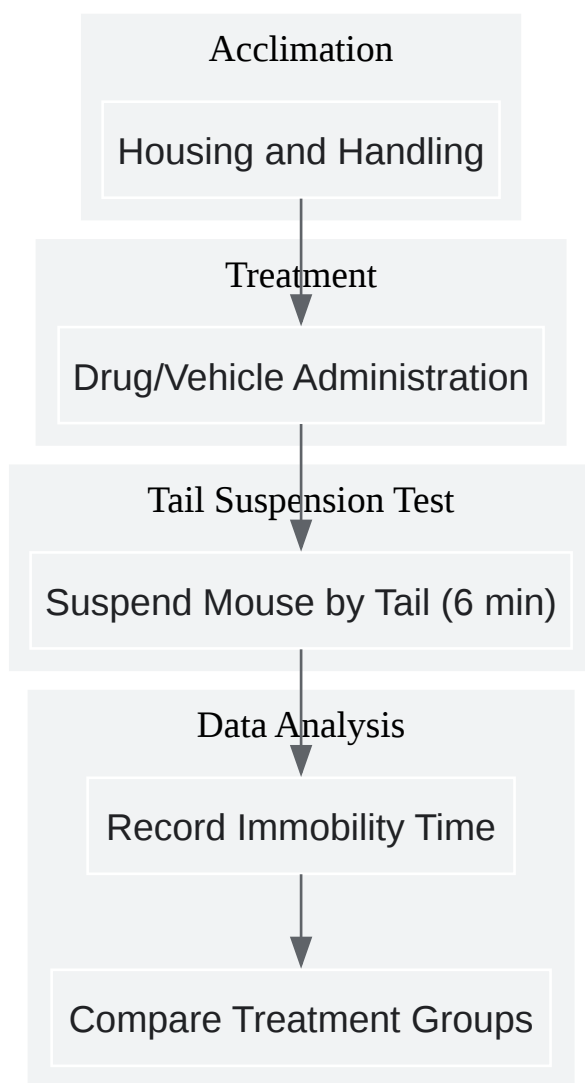 Acclimation
Housing and Handling
Treatment
Drug/Vehicle Administration
Tail Suspension Test
Suspend Mouse by Tail (6 min)
Data Analysis
Record Immobility Time
Compare Treatment Groups